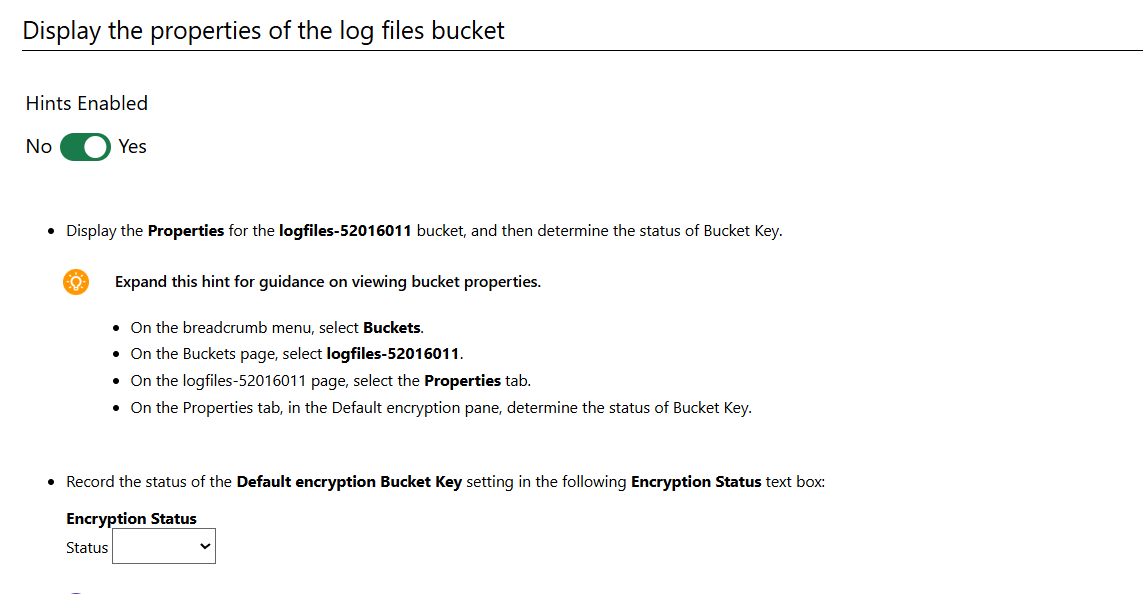 Display the properties of the log files bucket
Hints Enabled
No Yes
• Display the Properties for the logfiles-52016011 bucket, and then determine the status of Bucket Key.
Expand this hint for guidance on viewing bucket properties.
• On the breadcrumb menu, select Buckets.
• On the Buckets page, select logfiles-52016011.
• On the logfiles-52016011 page, select the Properties tab.
• On the Properties tab, in the Default encryption pane, determine the status of Bucket Key.
• Record the status of the Default encryption Bucket Key setting in the following Encryption Status text box:
Encryption Status
Status